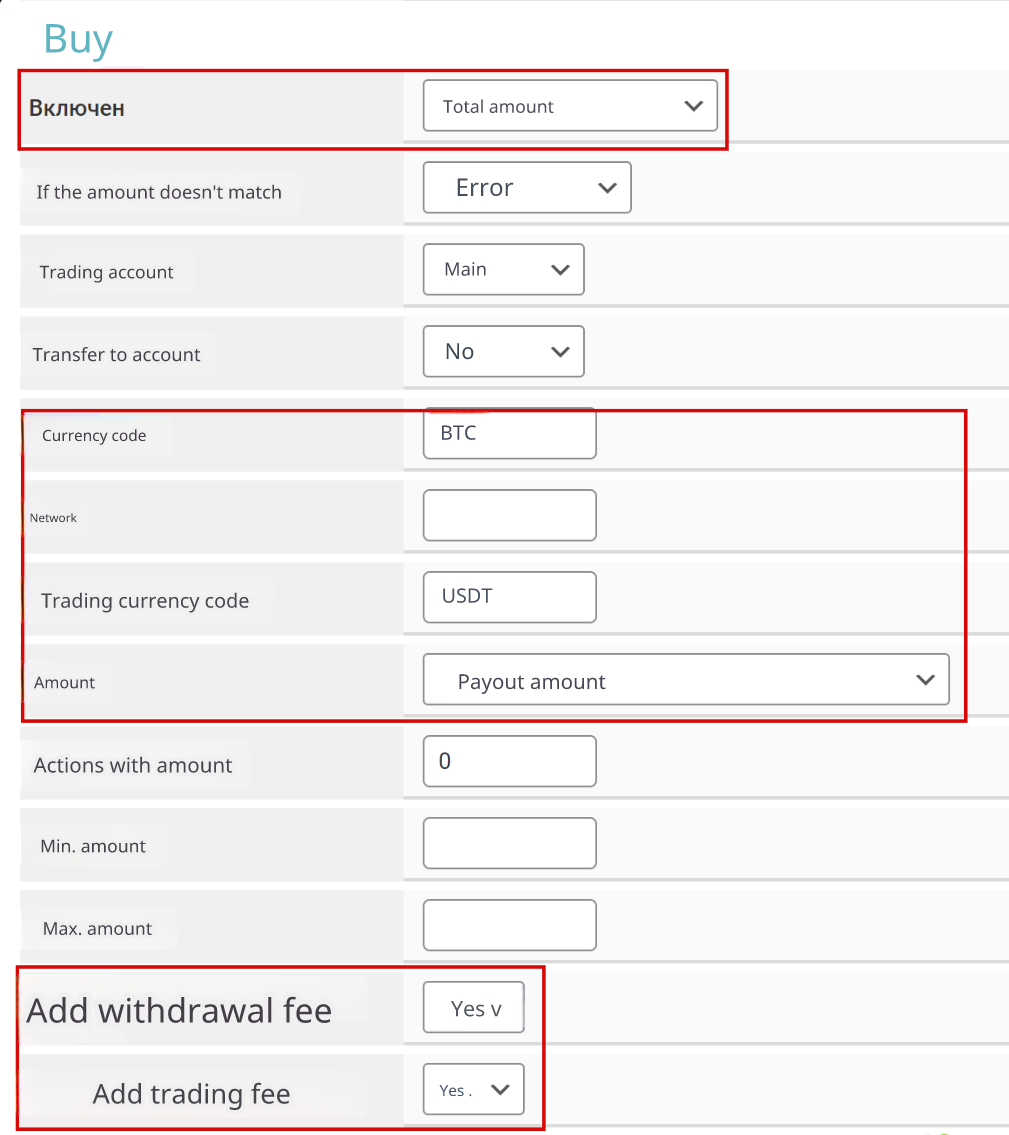 Buy
Включен Total amount
If the amount doesn't match Error
Trading account Main
Transfer to account No
Currency code BTC
Network
Trading currency code USDT
Amount Payout amount
Actions with amount 0
Min. amount
Max. amount
Add withdrawal fee Yes v
Add trading fee Yes .